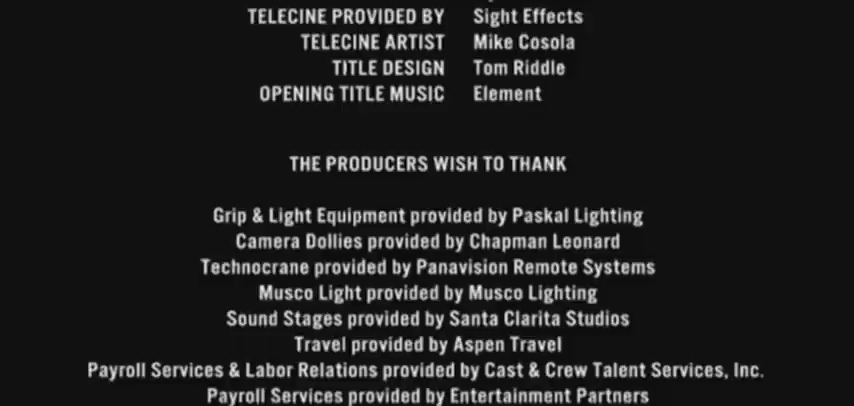 TELECINE PROVIDED BY Sight Effects
TELECINE ARTIST Mike Cosola
TITLE DESIGN Tom Riddle
OPENING TITLE MUSIC Element
THE PRODUCERS WISH TO THANK
Grip & Light Equipment provided by Paskal Lighting
Camera Dollies provided by Chapman Leonard
Technocrane provided by Panavision Remote Systems
Musco Light provided by Musco Lighting
Sound Stages provided by Santa Clarita Studios
Travel provided by Aspen Travel
Payroll Services & Labor Relations provided by Cast & Crew Talent Services, Inc.
Payroll Services provided by Entertainment Partners